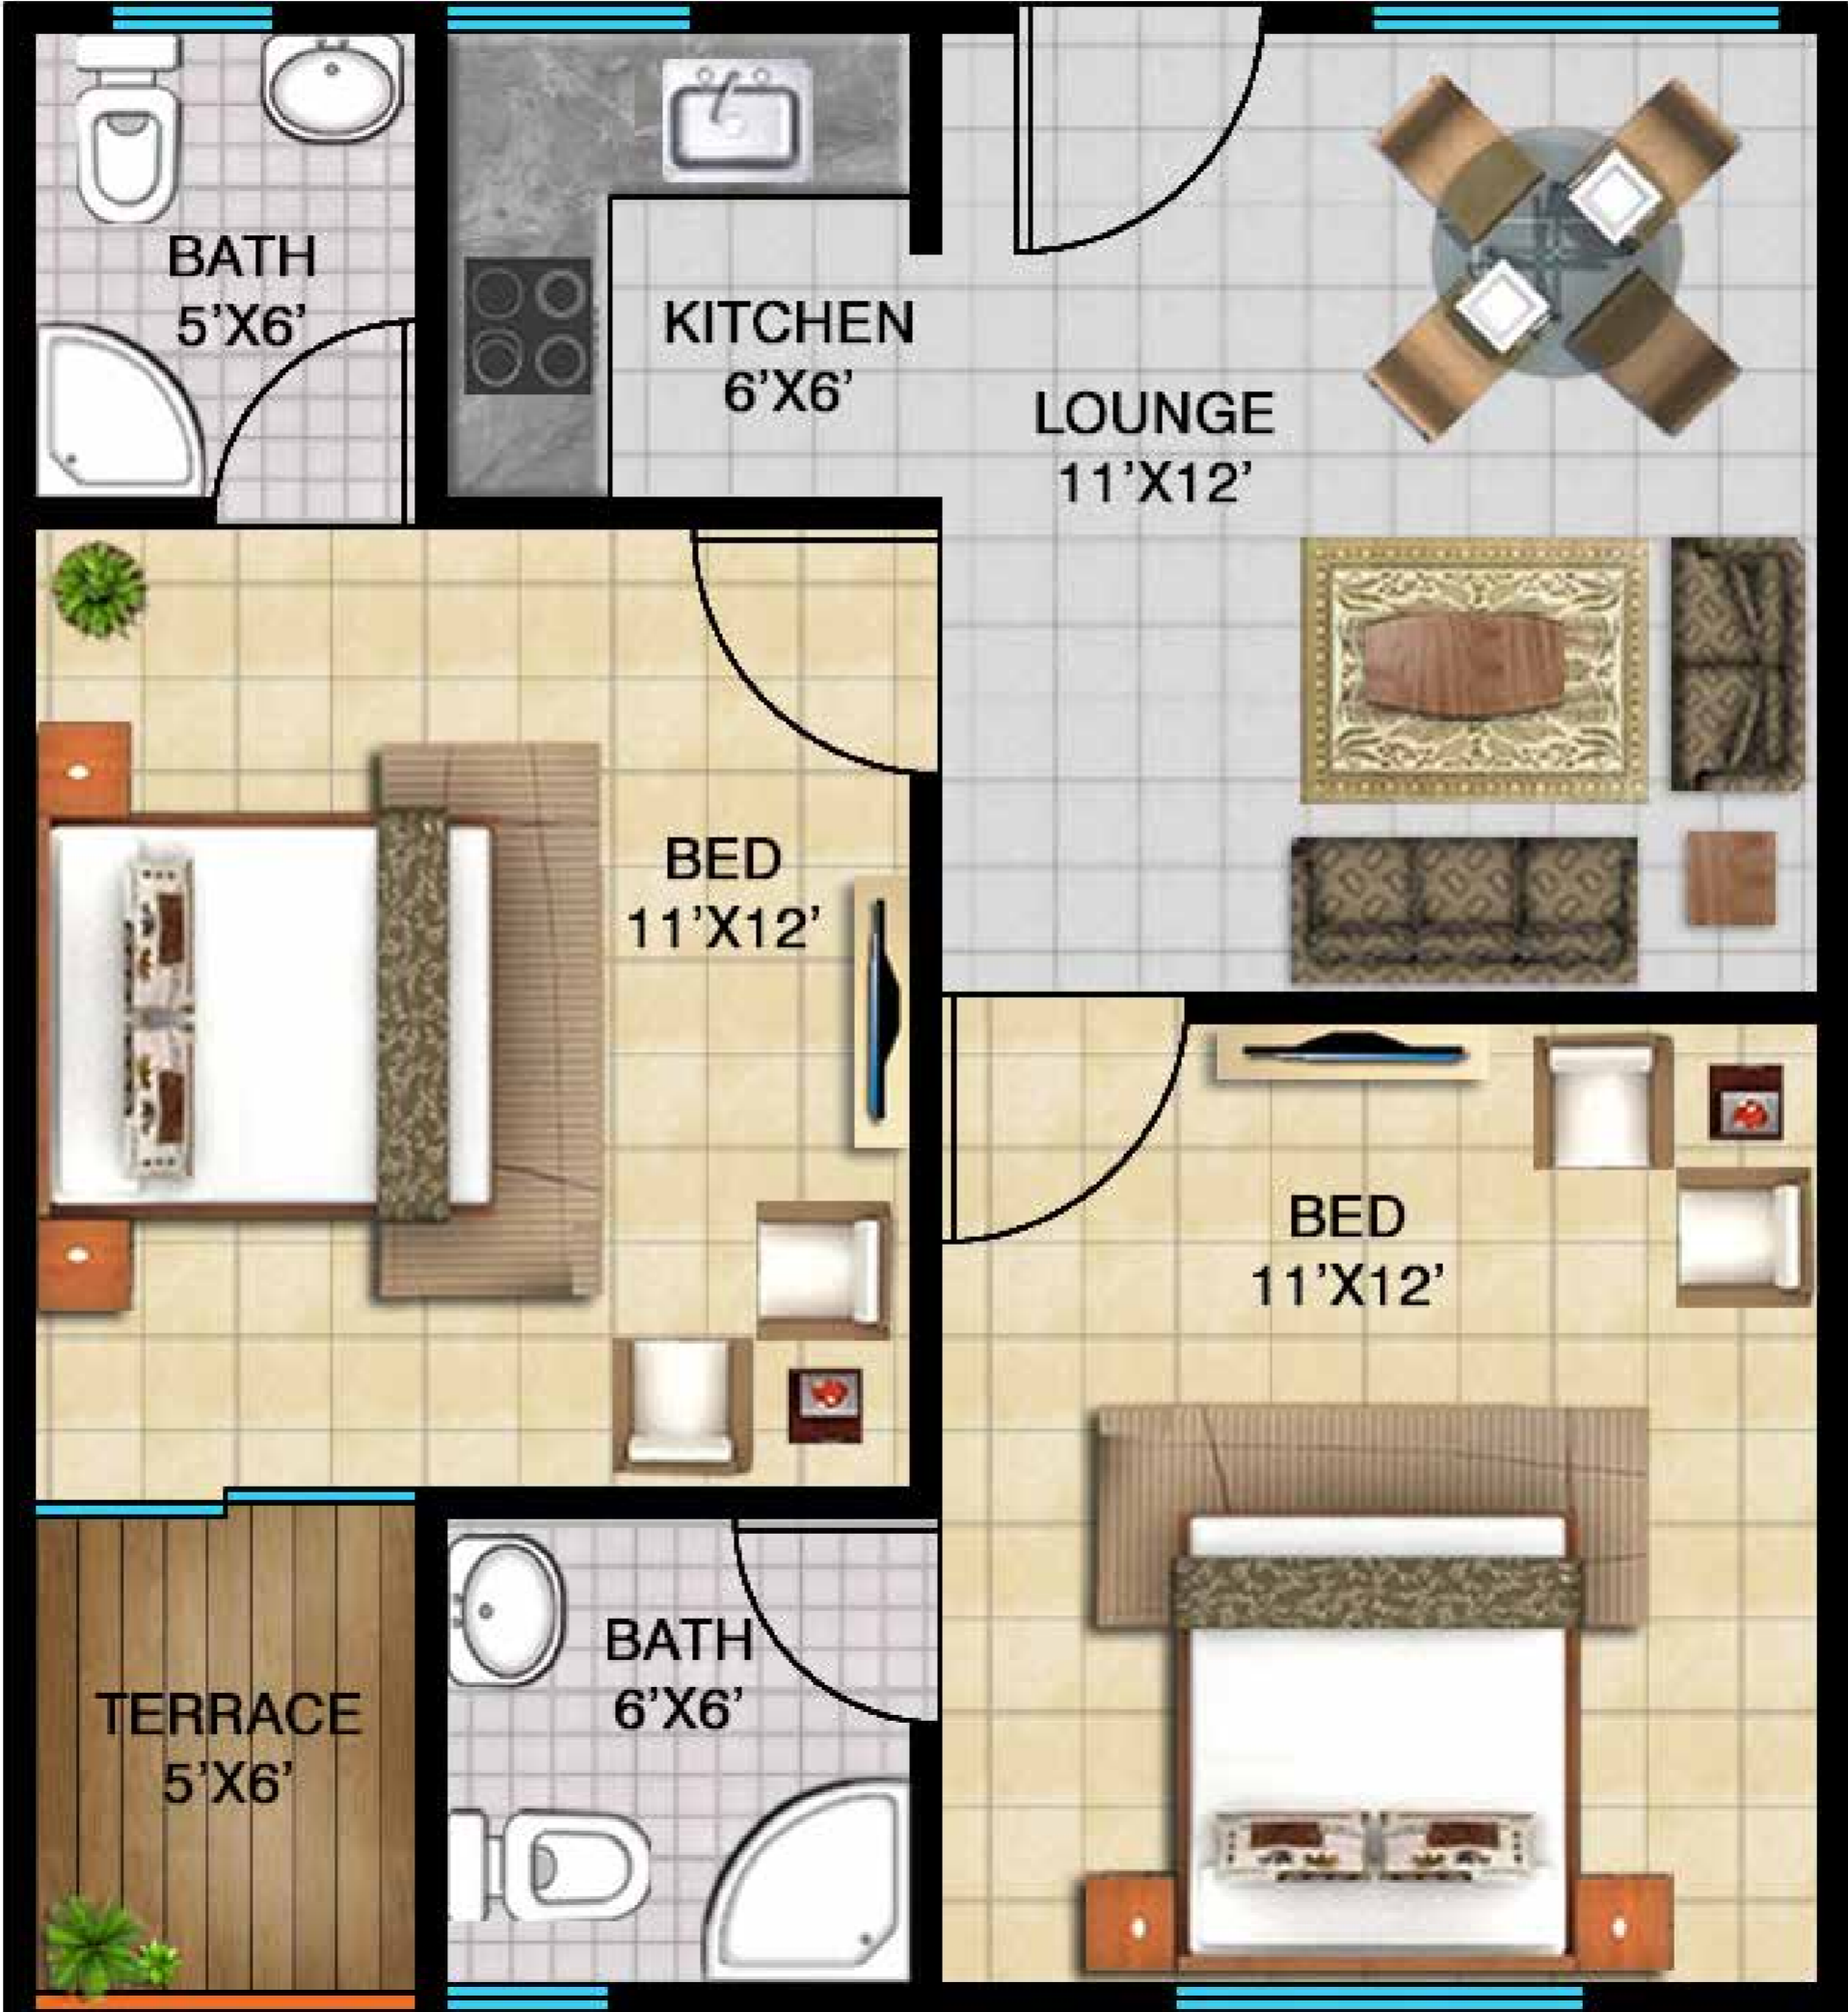 BATH
5'X6'
KITCHEN
6'X6'
LOUNGE
11'X12'
BED
11'X12'
BED
11'X12'
BATH
6'X6'
TERRACE
5'X6'